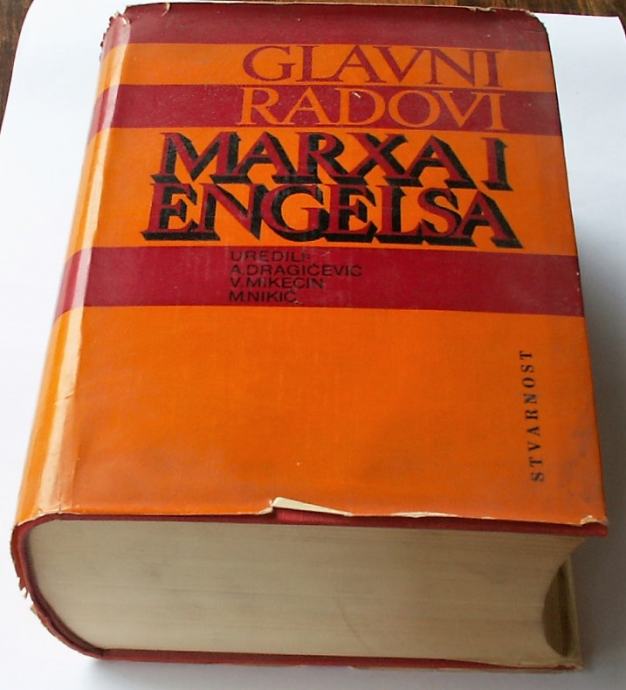 GLAVNI
RADOVI
MARXA I
ENGELSA
UREDILI:
A. DRAGIČEVIĆ
V. MIKECIN
M. NIKIĆ
STVARNOST